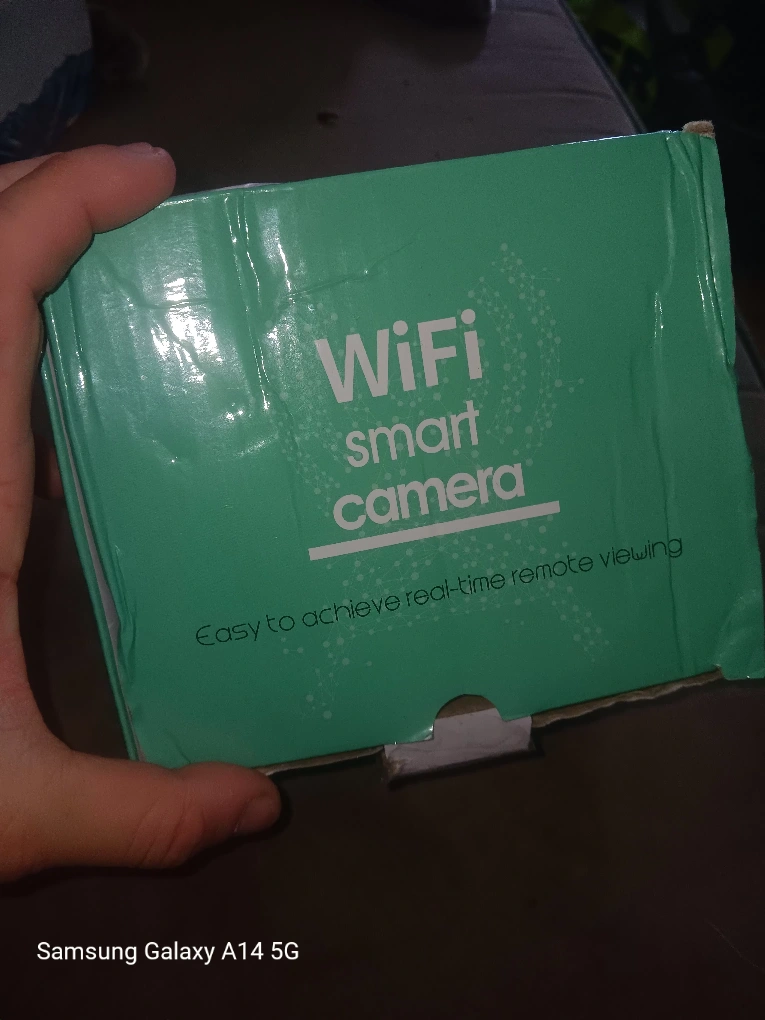 WiFi
smart
camera
Easy to achieve real-time remote viewing
Samsung Galaxy A14 5G